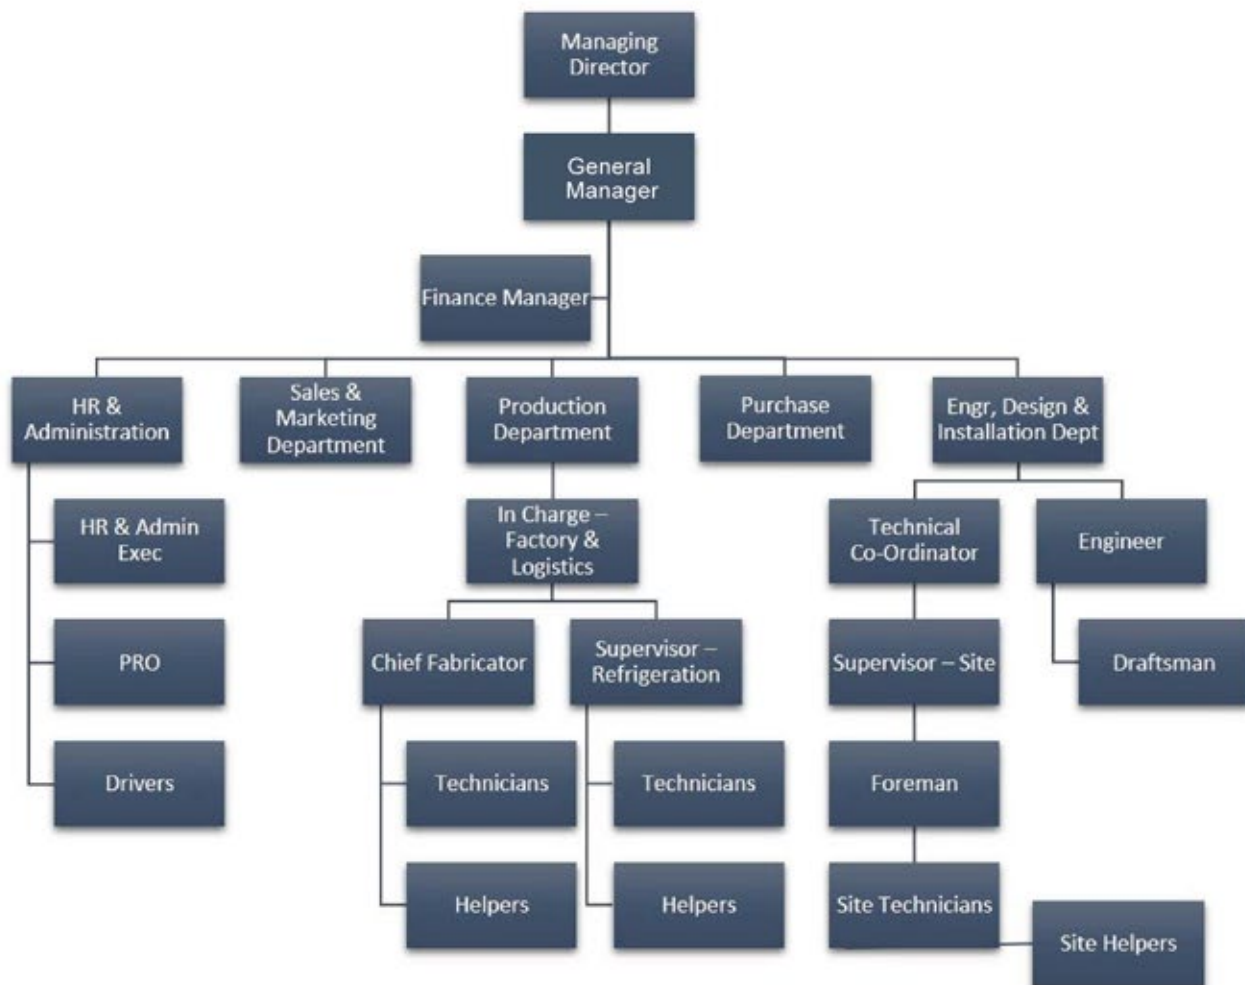 Managing
Director
General
Manager
Finance Manager
HR &
Administration
Sales &
Marketing
Department
Production
Department
Purchase
Department
Engr, Design &
Installation Dept
HR & Admin
Exec
In Charge –
Factory &
Logistics
Technical
Co-Ordinator
Engineer
PRO
Chief Fabricator
Supervisor –
Refrigeration
Supervisor – Site
Draftsman
Drivers
Technicians
Technicians
Foreman
Helpers
Helpers
Site Technicians
Site Helpers